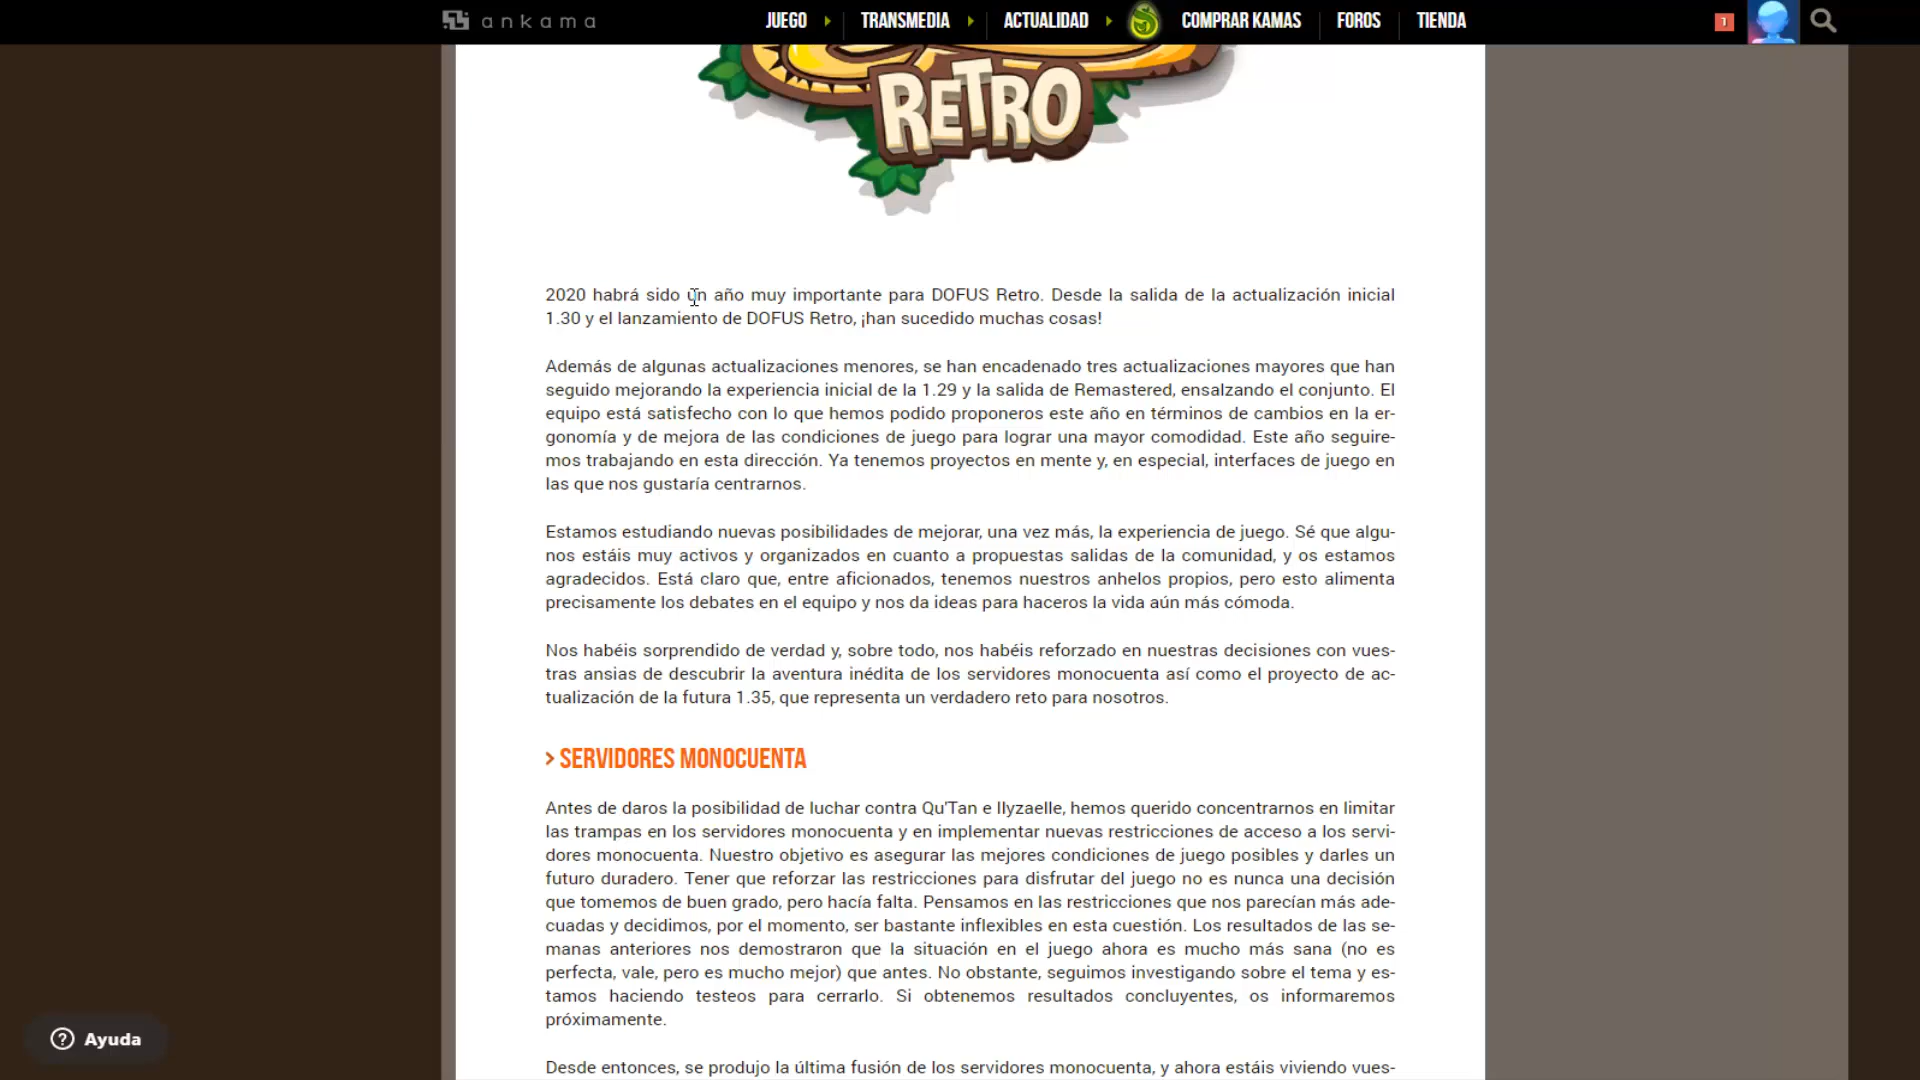 ankama JUEGO TRANSMEDIA ACTUALIDAD COMPRAR KAMAS FOROS TIENDA 1
RETRO
2020 habrá sido un año muy importante para DOFUS Retro. Desde la salida de la actualización inicial
1.30 y el lanzamiento de DOFUS Retro, ¡han sucedido muchas cosas!
Además de algunas actualizaciones menores, se han encadenado tres actualizaciones mayores que han
seguido mejorando la experiencia inicial de la 1.29 y la salida de Remastered, ensalzando el conjunto. El
equipo está satisfecho con lo que hemos podido proponeros este año en términos de cambios en la er-
gonomía y de mejora de las condiciones de juego para lograr una mayor comodidad. Este año seguire-
mos trabajando en esta dirección. Ya tenemos proyectos en mente y, en especial, interfaces de juego en
las que nos gustaría centrarnos.
Estamos estudiando nuevas posibilidades de mejorar, una vez más, la experiencia de juego. Sé que algu-
nos estáis muy activos y organizados en cuanto a propuestas salidas de la comunidad, y os estamos
agradecidos. Está claro que, entre aficionados, tenemos nuestros anhelos propios, pero esto alimenta
precisamente los debates en el equipo y nos da ideas para haceros la vida aún más cómoda.
Nos habéis sorprendido de verdad y, sobre todo, nos habéis reforzado en nuestras decisiones con vues-
tras ansias de descubrir la aventura inédita de los servidores monocuenta así como el proyecto de ac-
tualización de la futura 1.35, que representa un verdadero reto para nosotros.
> SERVIDORES MONOCUENTA
Antes de daros la posibilidad de luchar contra Qu'Tan e Ilyzaelle, hemos querido concentrarnos en limitar
las trampas en los servidores monocuenta y en implementar nuevas restricciones de acceso a los servi-
dores monocuenta. Nuestro objetivo es asegurar las mejores condiciones de juego posibles y darles un
futuro duradero. Tener que reforzar las restricciones para disfrutar del juego no es nunca una decisión
que tomemos de buen grado, pero hacía falta. Pensamos en las restricciones que nos parecían más ade-
cuadas y decidimos, por el momento, ser bastante inflexibles en esta cuestión. Los resultados de las se-
manas anteriores nos demostraron que la situación en el juego ahora es mucho más sana (no es
perfecta, vale, pero es mucho mejor) que antes. No obstante, seguimos investigando sobre el tema y es-
tamos haciendo testeos para cerrarlo. Si obtenemos resultados concluyentes, os informaremos
próximamente.
Desde entonces, se produjo la última fusión de los servidores monocuenta, y ahora estáis viviendo vues-
? Ayuda